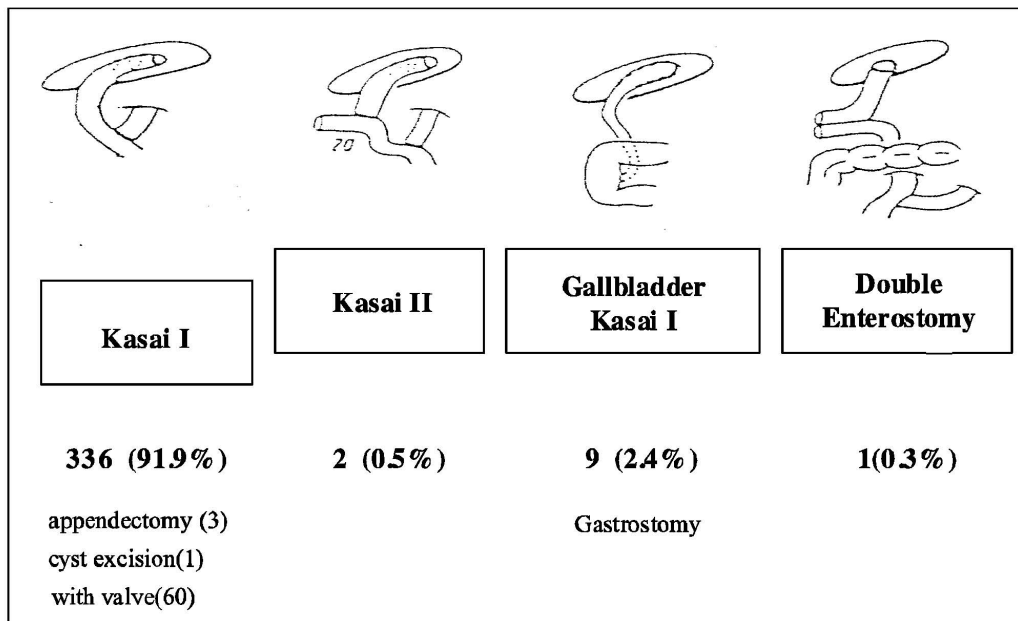 20
Kasai I
Kasai II
Gallbladder
Kasai I
Double
Enterostomy
336 (91.9%)
2 (0.5%)
9 (2.4%)
1(0.3%)
appendectomy (3)
cyst excision(1)
with valve(60)
Gastrostomy